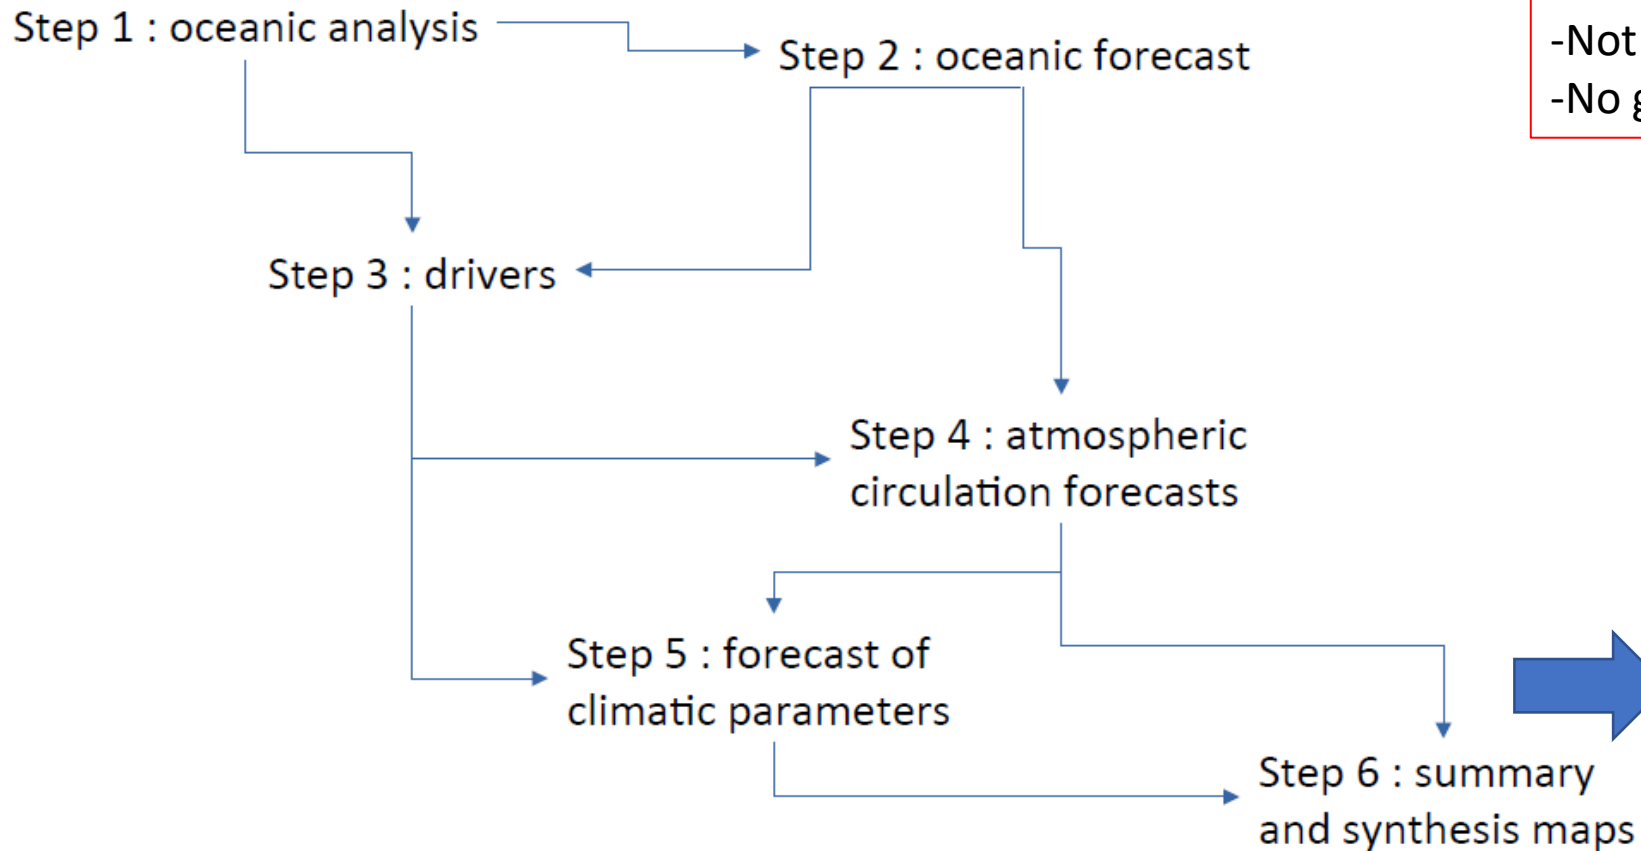 Step 1 : oceanic analysis
Step 2 : oceanic forecast
-Not
-No g
Step 3 : drivers
Step 4 : atmospheric
circulation forecasts
Step 5 : forecast of
climatic parameters
Step 6 : summary
and synthesis maps